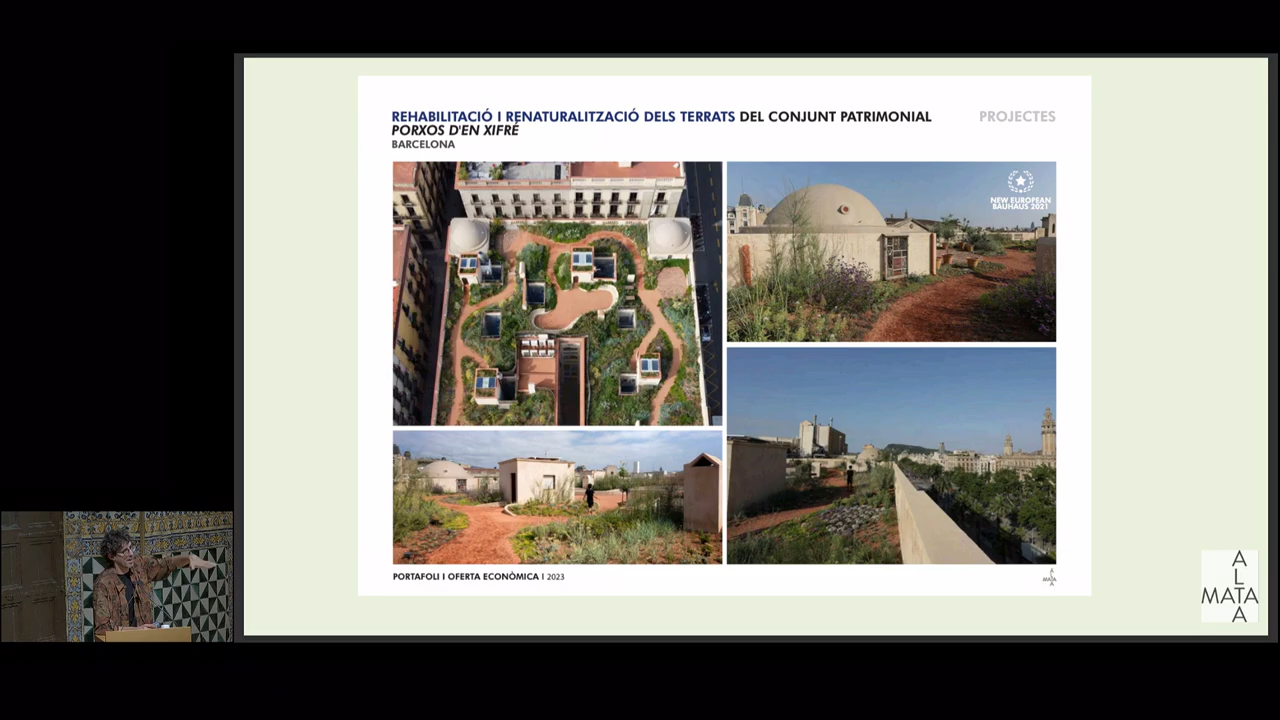 REHABILITACIÓ I RENATURALITZACIÓ DELS TERRATS DEL CONJUNT PATRIMONIAL
PORXOS D'EN XIFRÉ
BARCELONA
PROJECTES
NEW EUROPEAN
BAUHAUS 2021
PORTAFOLI I OFERTA ECONÒMICA I 2023
A
L
MATA
A
A
L
MATA
A